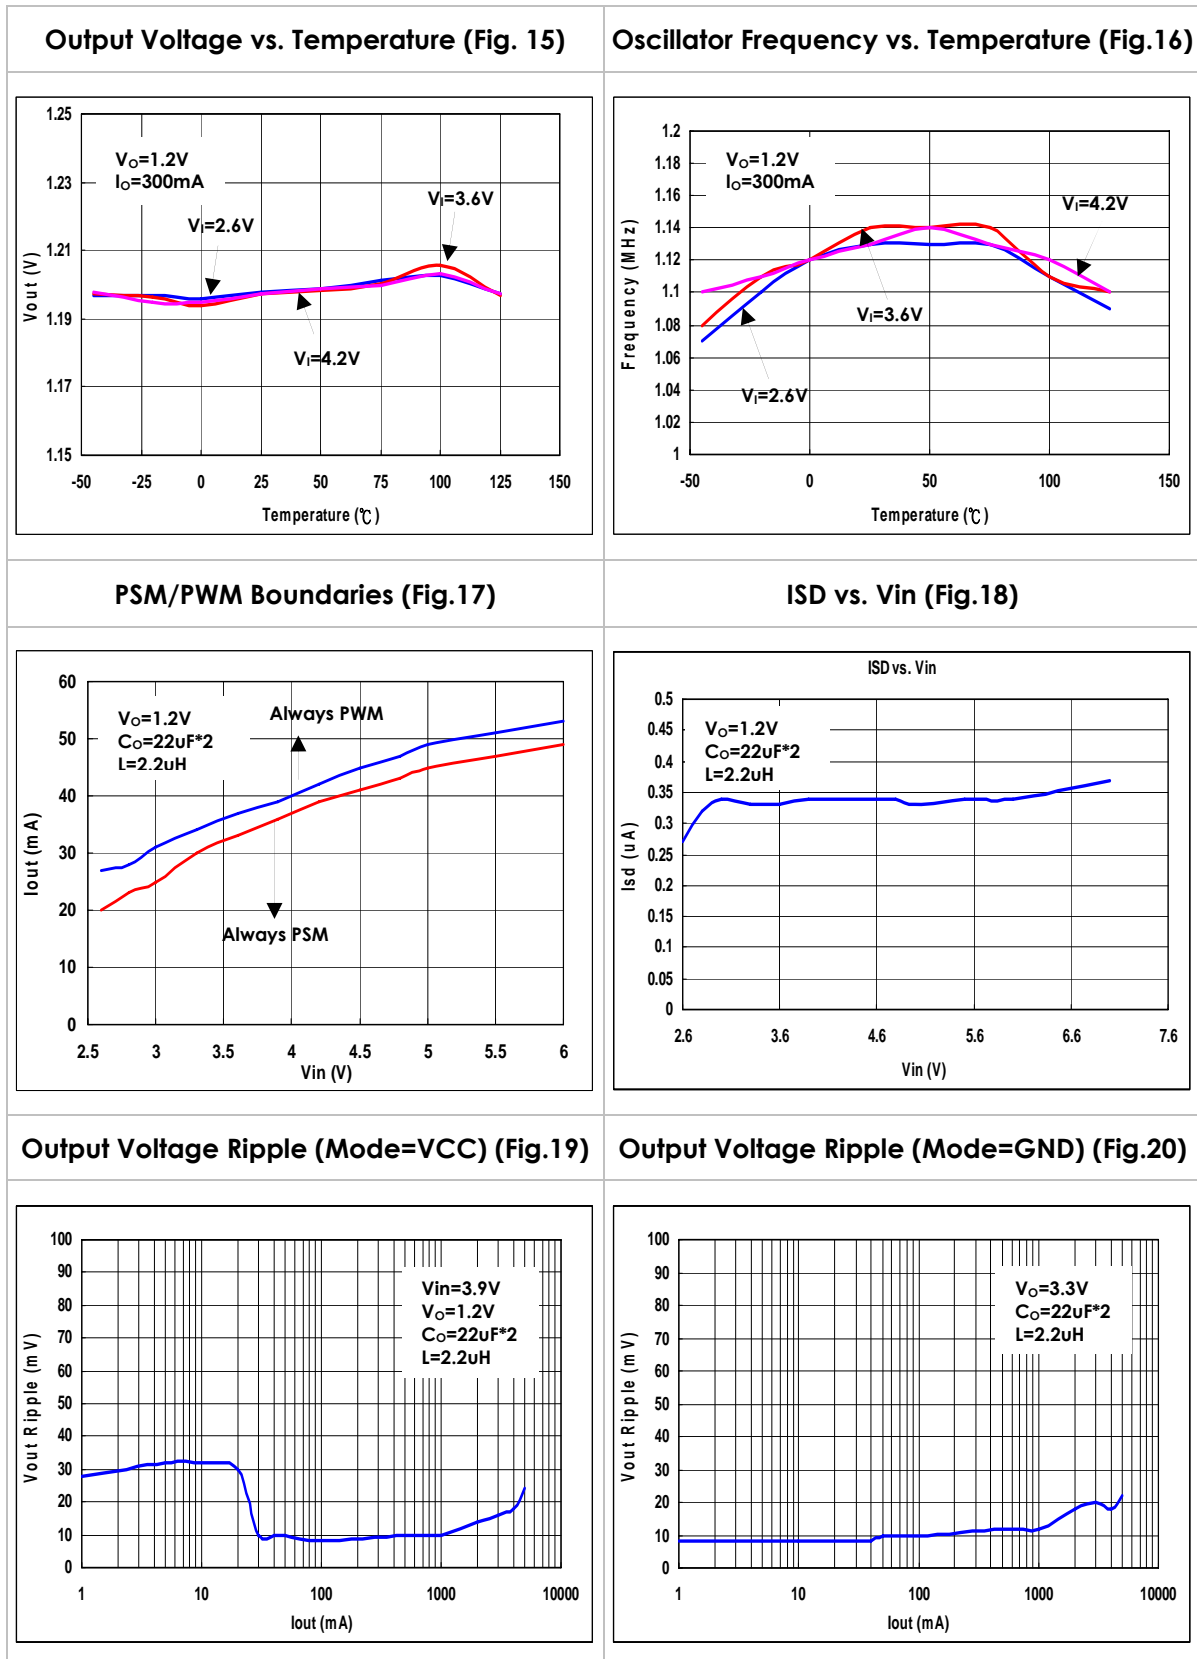 Output Voltage vs. Temperature (Fig. 15)
Oscillator Frequency vs. Temperature (Fig.16)
1.25
1.23
1.21
1.19
1.17
1.15
Vout (V)
VO=1.2V
IO=300mA
VI=2.6V
VI=3.6V
VI=4.2V
-50 -25 0 25 50 75 100 125 150
Temperature (℃)
1.2
1.18
1.16
1.14
1.12
1.1
1.08
1.06
1.04
1.02
1
Frequency (MHz)
VO=1.2V
IO=300mA
VI=4.2V
VI=3.6V
VI=2.6V
-50 0 50 100 150
Temperature (℃)
PSM/PWM Boundaries (Fig.17)
ISD vs. Vin (Fig.18)
60
50
40
30
20
10
0
Iout (mA)
VO=1.2V
CO=22uF*2
L=2.2uH
Always PWM
Always PSM
2.5 3 3.5 4 4.5 5 5.5 6
Vin (V)
ISD vs. Vin
0.5
0.45
0.4
0.35
0.3
0.25
0.2
0.15
0.1
0.05
0
Isd (uA)
VO=1.2V
CO=22uF*2
L=2.2uH
2.6 3.6 4.6 5.6 6.6 7.6
Vin (V)
Output Voltage Ripple (Mode=VCC) (Fig.19)
Output Voltage Ripple (Mode=GND) (Fig.20)
100
90
80
70
60
50
40
30
20
10
0
Vout Ripple (mV)
Vin=3.9V
VO=1.2V
CO=22uF*2
L=2.2uH
1 10 100 1000 10000
Iout (mA)
100
90
80
70
60
50
40
30
20
10
0
Vout Ripple (mV)
VO=3.3V
CO=22uF*2
L=2.2uH
1 10 100 1000 10000
Iout (mA)